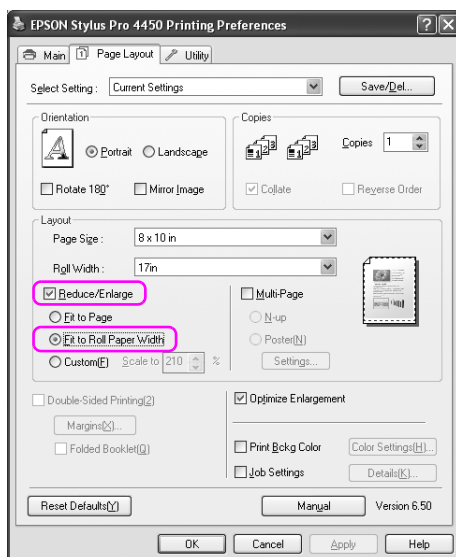 EPSON Stylus Pro 4450 Printing Preferences
Main Page Layout Utility
Select Setting : Current Settings Save/Del...
Orientation
A Portrait Landscape
Rotate 180° Mirror Image
Copies
Copies 1
Collate Reverse Order
Layout
Page Size : 8 x 10 in
Roll Width : 17in
Reduce/Enlarge
Fit to Page
Fit to Roll Paper Width
Custom(F) Scale to 210 %
Multi-Page
N-up
Poster(N)
Settings...
Double-Sided Printing(2)
Margins(X)...
Folded Booklet(Q)
Optimize Enlargement
Print Bckg Color Color Settings(H)...
Job Settings Details(K)...
Reset Defaults(Y) Manual Version 6.50
OK Cancel Apply Help